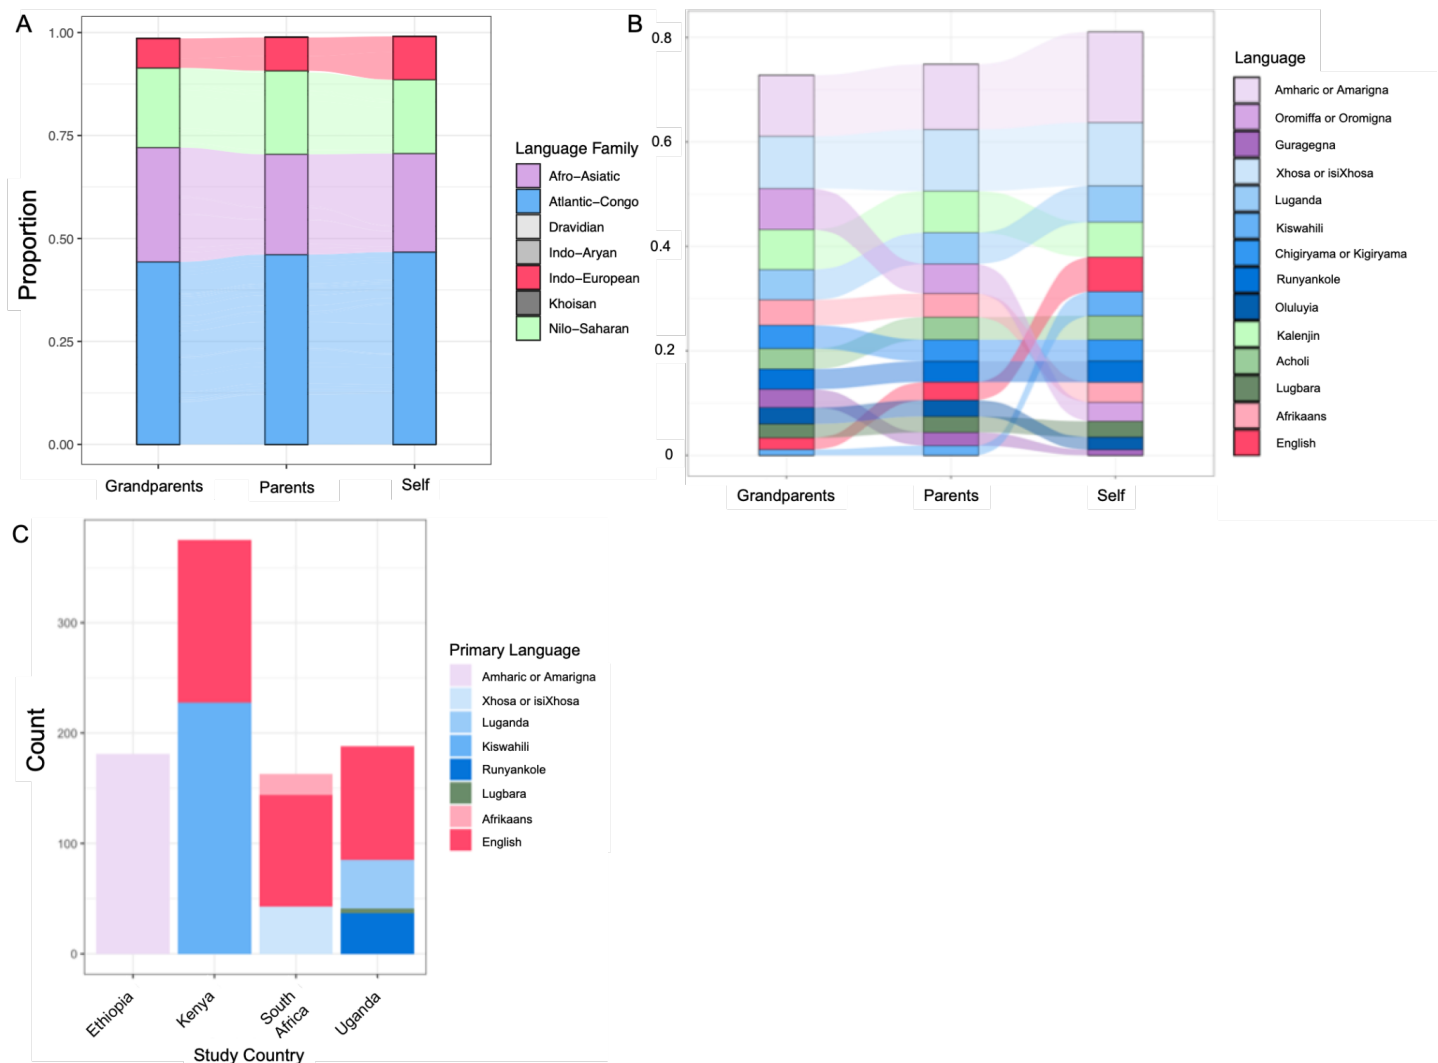 A
1.00
0.75
0.50
0.25
0.00
Proportion
Grandparents
Parents
Self
Language Family
Afro-Asiatic
Atlantic-Congo
Dravidian
Indo-Aryan
Indo-European
Khoisan
Nilo-Saharan
B
0.8
0.6
0.4
0.2
0
Grandparents
Parents
Self
Language
Amharic or Amarigna
Oromiffa or Oromigna
Guragegna
Xhosa or isiXhosa
Luganda
Kiswahili
Chigiryama or Kigiryama
Runyankole
Oluluyia
Kalenjin
Acholi
Lugbara
Afrikaans
English
C
300
200
100
0
Count
Ethiopia
Kenya
South
Africa
Uganda
Study Country
Primary Language
Amharic or Amarigna
Xhosa or isiXhosa
Luganda
Kiswahili
Runyankole
Lugbara
Afrikaans
English